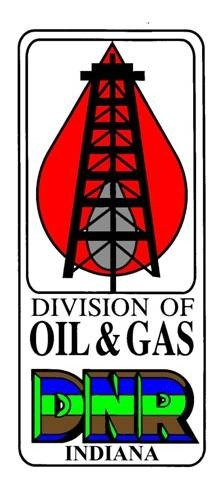 DIVISION OF
OIL & GAS
DNR
INDIANA